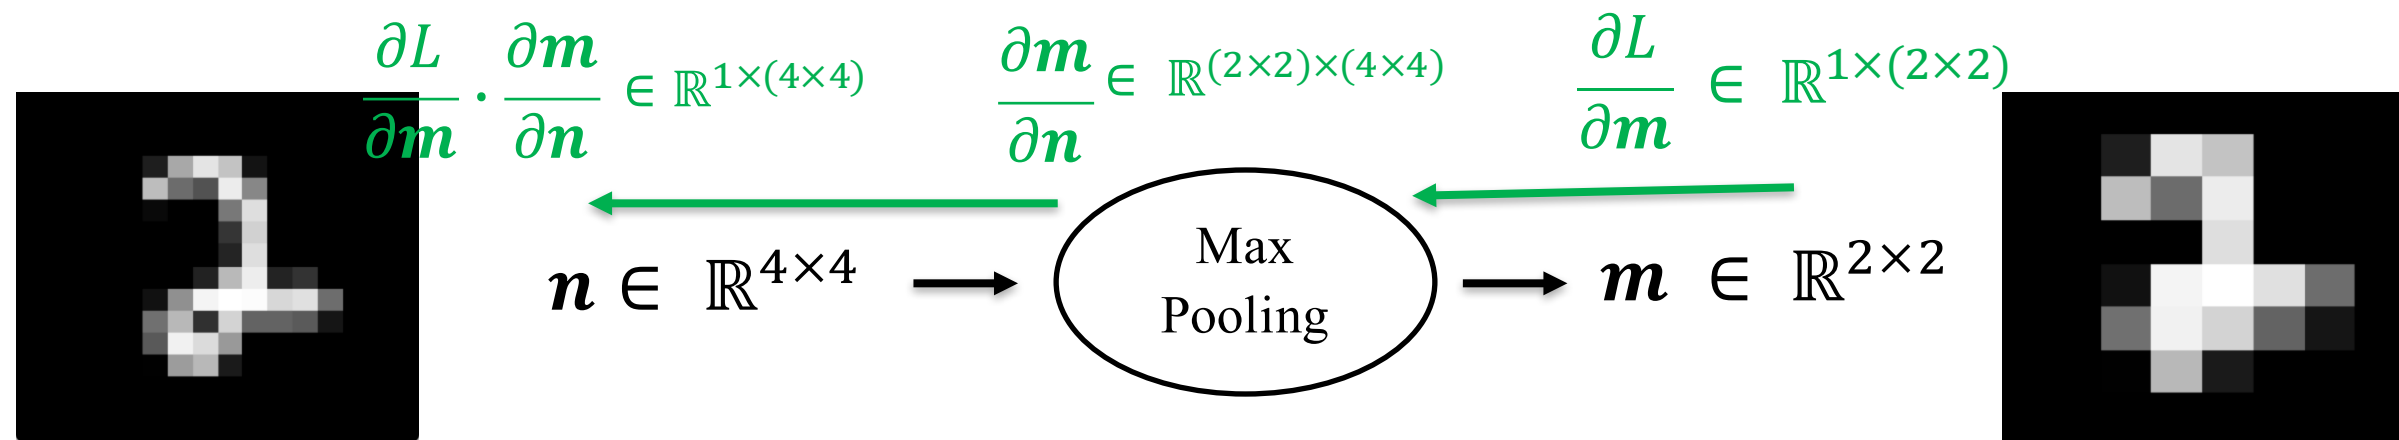 ∂L/∂m · ∂m/∂n ∈ ℝ^{1×(4×4)}
∂m/∂n ∈ ℝ^{(2×2)×(4×4)}
∂L/∂m ∈ ℝ^{1×(2×2)}
n ∈ ℝ^{4×4}
Max
Pooling
m ∈ ℝ^{2×2}